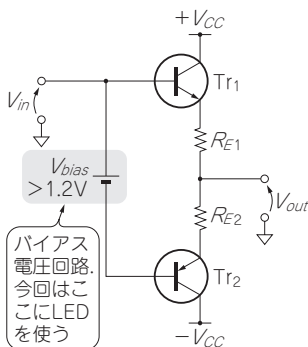 +VCC
Tr1
Vin
RE1
Vbias
>1.2V
Vout
RE2
バイアス
電圧回路.
今回はこ
こにLED
を使う
Tr2
−VCC